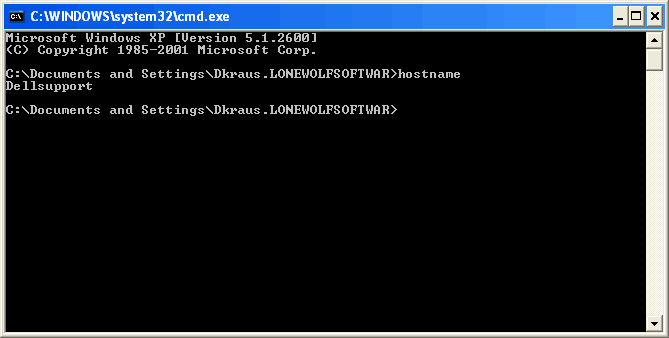 C:\WINDOWS\system32\cmd.exe
Microsoft Windows XP [Version 5.1.2600]
(C) Copyright 1985-2001 Microsoft Corp.
C:\Documents and Settings\Dkraus.LONEWOLFSOFTWAR>hostname
Dellsupport
C:\Documents and Settings\Dkraus.LONEWOLFSOFTWAR>